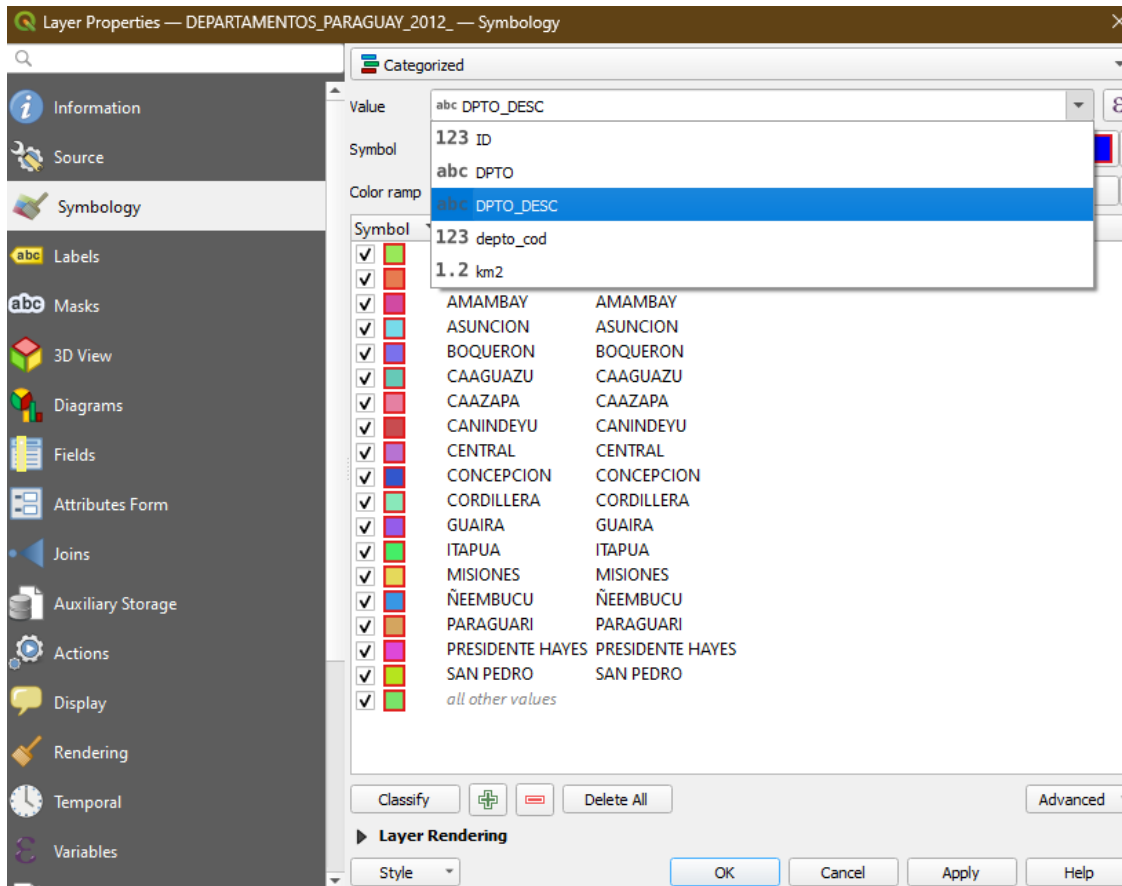 Layer Properties — DEPARTAMENTOS_PARAGUAY_2012_ — Symbology
Categorized
Information
Source
Symbology
abc Labels
abc Masks
3D View
Diagrams
Fields
Attributes Form
Joins
Auxiliary Storage
Actions
Display
Rendering
Temporal
Variables
Value abc DPTO_DESC
Symbol
Color ramp
123 ID
abc DPTO
abc DPTO_DESC
123 depto_cod
1.2 km2
Symbol
AMAMBAY AMAMBAY
ASUNCION ASUNCION
BOQUERON BOQUERON
CAAGUAZU CAAGUAZU
CAAZAPA CAAZAPA
CANINDEYU CANINDEYU
CENTRAL CENTRAL
CONCEPCION CONCEPCION
CORDILLERA CORDILLERA
GUAIRA GUAIRA
ITAPUA ITAPUA
MISIONES MISIONES
ÑEEMBUCU ÑEEMBUCU
PARAGUARI PARAGUARI
PRESIDENTE HAYES PRESIDENTE HAYES
SAN PEDRO SAN PEDRO
all other values
Classify Delete All Advanced
Layer Rendering
Style OK Cancel Apply Help